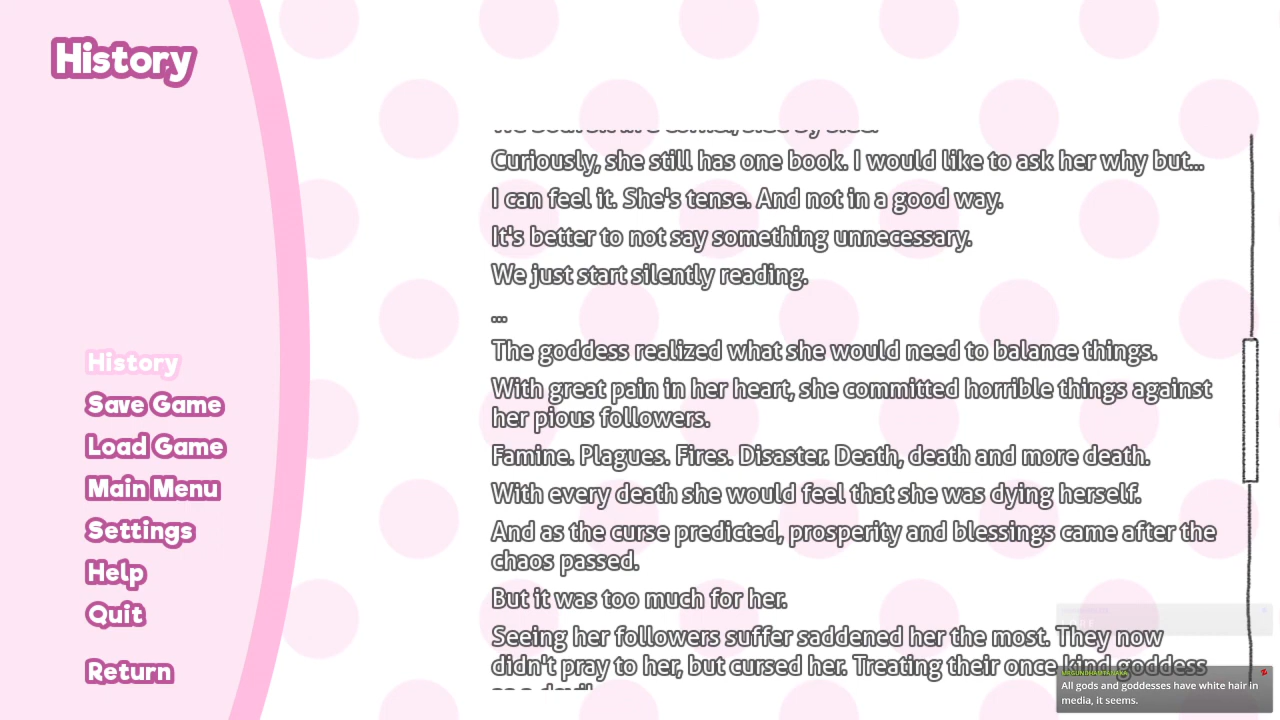 History
Curiously, she still has one book. I would like to ask her why but...
I can feel it. She's tense. And not in a good way.
It's better to not say something unnecessary.
We just start silently reading.
...
The goddess realized what she would need to balance things.
With great pain in her heart, she committed horrible things against
her pious followers.
Famine. Plagues. Fires. Disaster. Death, death and more death.
With every death she would feel that she was dying herself.
And as the curse predicted, prosperity and blessings came after the
chaos passed.
But it was too much for her.
Seeing her followers suffer saddened her the most. They now
didn't pray to her, but cursed her. Treating their once kind goddess
as a devil
History
Save Game
Load Game
Main Menu
Settings
Help
Quit
Return
All gods and goddesses have white hair in
media, it seems.